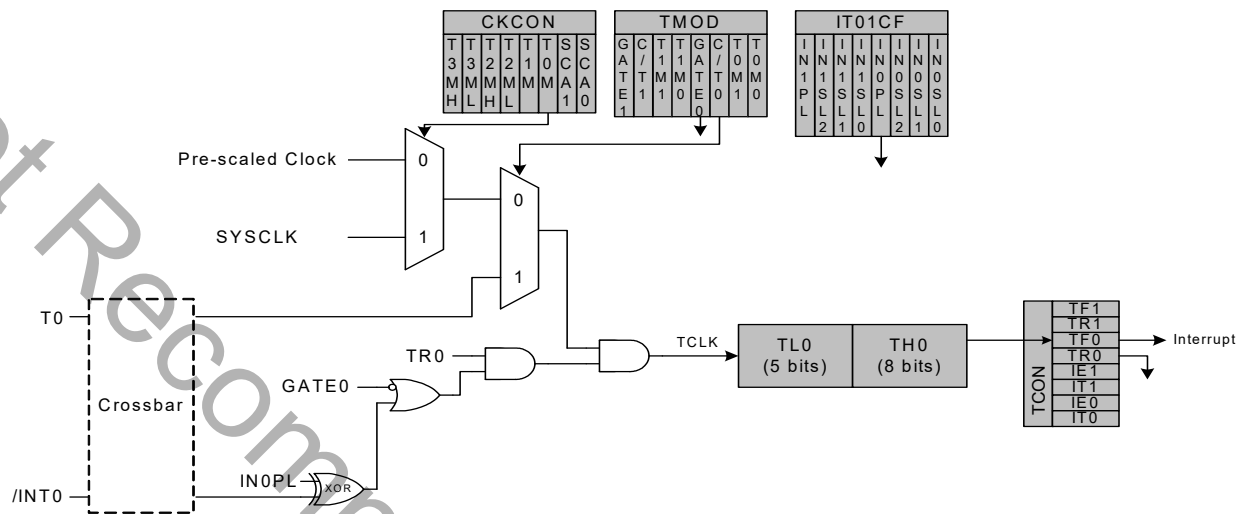 CKCON
T3MH T3ML T2MH T2ML T1M T0M SCA1 SCA0
TMOD
GATE1 C/T1 T1M1 T1M0 GATE0 C/T0 T0M1 T0M0
IT01CF
IN1PL IN1SL2 IN1SL1 IN1SL0 IN0PL IN0SL2 IN0SL1 IN0SL0
Pre-scaled Clock
0
SYSCLK
1
0
1
T0
Crossbar
/INT0
TR0
GATE0
IN0PL
XOR
TCLK
TL0
(5 bits)
TH0
(8 bits)
TCON
TF1
TR1
TF0
TR0
IE1
IT1
IE0
IT0
Interrupt